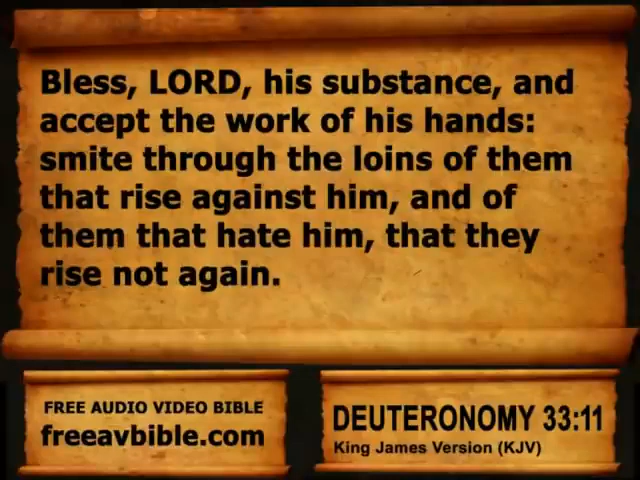 Bless, LORD, his substance, and
accept the work of his hands:
smite through the loins of them
that rise against him, and of
them that hate him, that they
rise not again.
FREE AUDIO VIDEO BIBLE
freeavbible.com
DEUTERONOMY 33:11
King James Version (KJV)